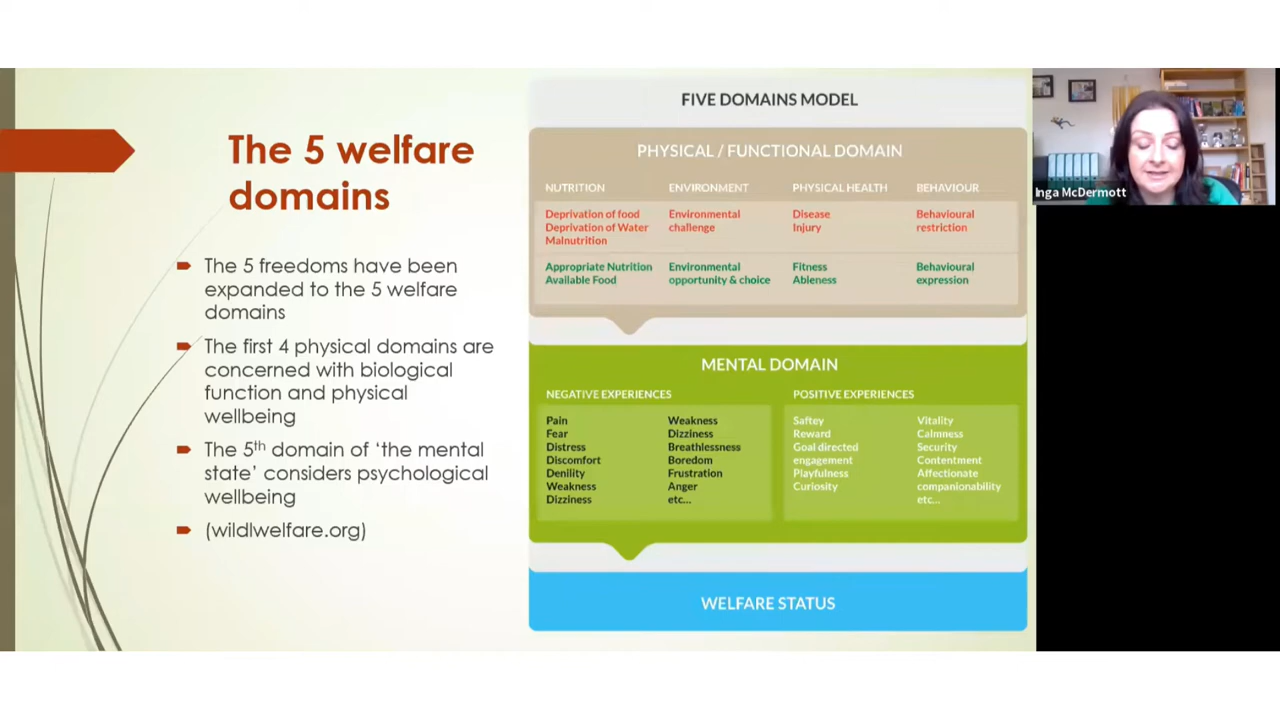 The 5 welfare
domains
The 5 freedoms have been
expanded to the 5 welfare
domains
The first 4 physical domains are
concerned with biological
function and physical
wellbeing
The 5th domain of ‘the mental
state’ considers psychological
wellbeing
(wildlwelfare.org)
FIVE DOMAINS MODEL
PHYSICAL / FUNCTIONAL DOMAIN
NUTRITION ENVIRONMENT PHYSICAL HEALTH BEHAVIOUR
Deprivation of food Environmental Disease Behavioural
Deprivation of Water challenge Injury restriction
Malnutrition
Appropriate Nutrition Environmental Fitness Behavioural
Available Food opportunity & choice Ableness expression
MENTAL DOMAIN
NEGATIVE EXPERIENCES POSITIVE EXPERIENCES
Pain Weakness Saftey Vitality
Fear Dizziness Reward Calmness
Distress Breathlessness Goal directed Security
Discomfort Boredom engagement Contentment
Denility Frustration Playfulness Affectionate
Weakness Anger Curiosity companionability
Dizziness etc... etc...
WELFARE STATUS
Inga McDermott